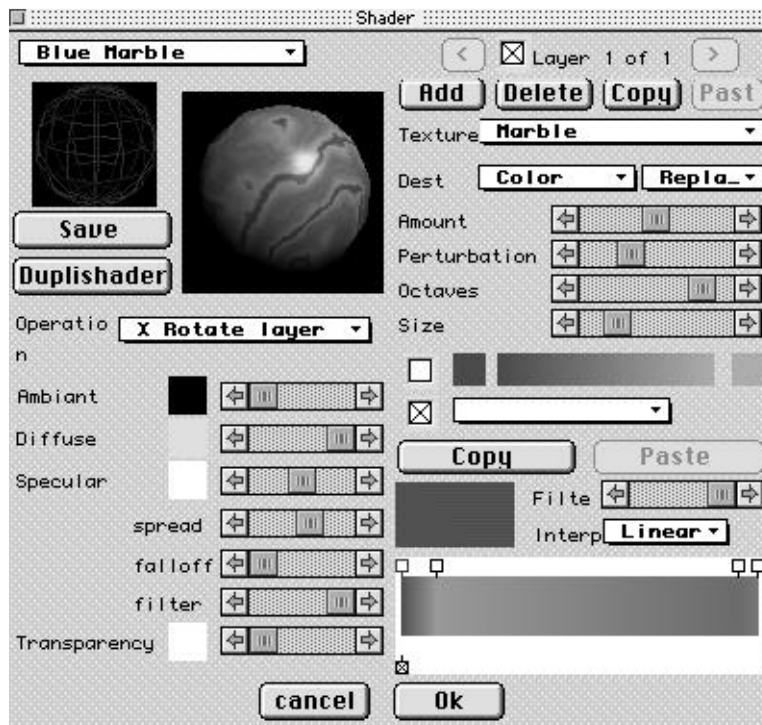 Shader
Blue Marble
< Layer 1 of 1 >
Add Delete Copy Past
Texture Marble
Dest Color Repla…
Save
Duplishader
Amount
Perturbation
Octaves
Size
Operatio
n
X Rotate layer
Ambiant
Diffuse
Specular
spread
falloff
filter
Transparency
Copy Paste
Filte
Interp Linear
cancel Ok